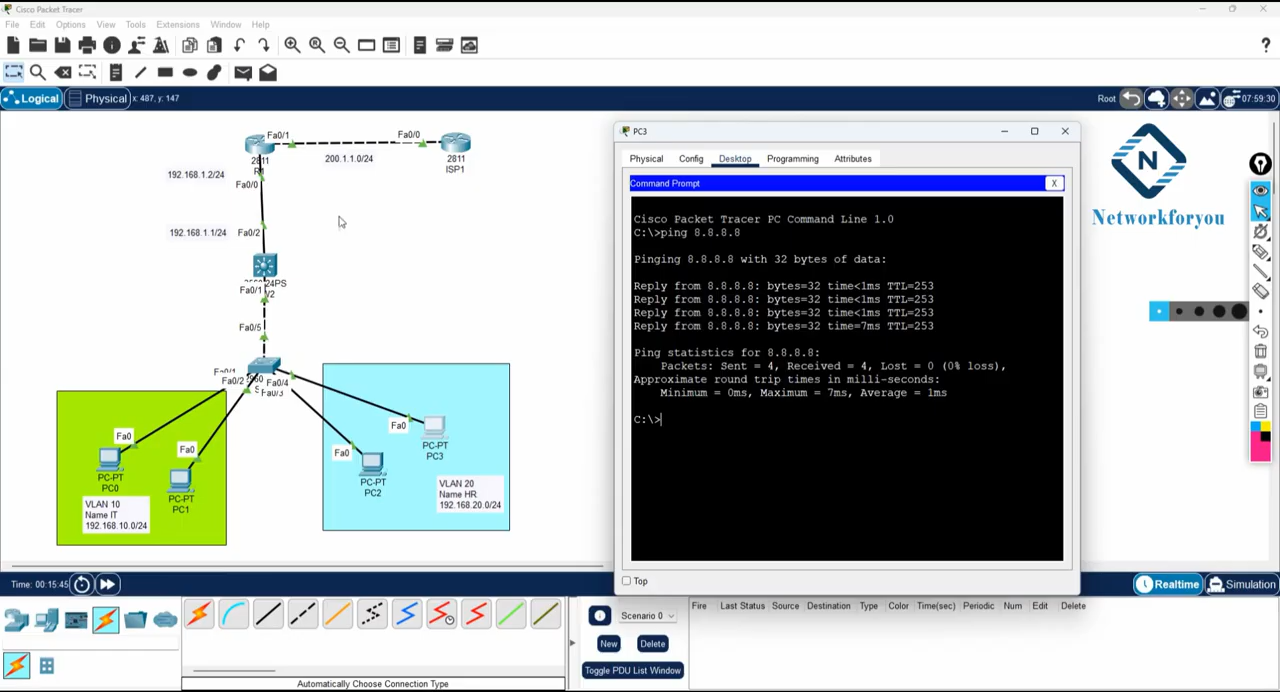 Cisco Packet Tracer
File Edit Options View Tools Extensions Window Help
?
Logical Physical x: 487, y: 147
Root 07:59:30
Fa0/1 Fa0/0
200.1.1.0/24
2811
2811
ISP1
192.168.1.2/24
Fa0/0
192.168.1.1/24 Fa0/2
24PS
Fa0/1
Fa0/5
Fa0/2
Fa0/4
Fa0
PC-PT
PC0
VLAN 10
Name IT
192.168.10.0/24
Fa0
PC-PT
PC1
Fa0
PC-PT
PC2
Fa0
PC-PT
PC3
VLAN 20
Name HR
192.168.20.0/24
PC3
Physical Config Desktop Programming Attributes
Command Prompt X
Cisco Packet Tracer PC Command Line 1.0
C:\>ping 8.8.8.8
Pinging 8.8.8.8 with 32 bytes of data:
Reply from 8.8.8.8: bytes=32 time<1ms TTL=253
Reply from 8.8.8.8: bytes=32 time<1ms TTL=253
Reply from 8.8.8.8: bytes=32 time<1ms TTL=253
Reply from 8.8.8.8: bytes=32 time=7ms TTL=253
Ping statistics for 8.8.8.8:
Packets: Sent = 4, Received = 4, Lost = 0 (0% loss),
Approximate round trip times in milli-seconds:
Minimum = 0ms, Maximum = 7ms, Average = 1ms
C:\>
Top
N
Networkforyou
Time: 00:15:45
Realtime Simulation
Scenario 0
New Delete
Toggle PDU List Window
Fire Last Status Source Destination Type Color Time(sec) Periodic Num Edit Delete
Automatically Choose Connection Type